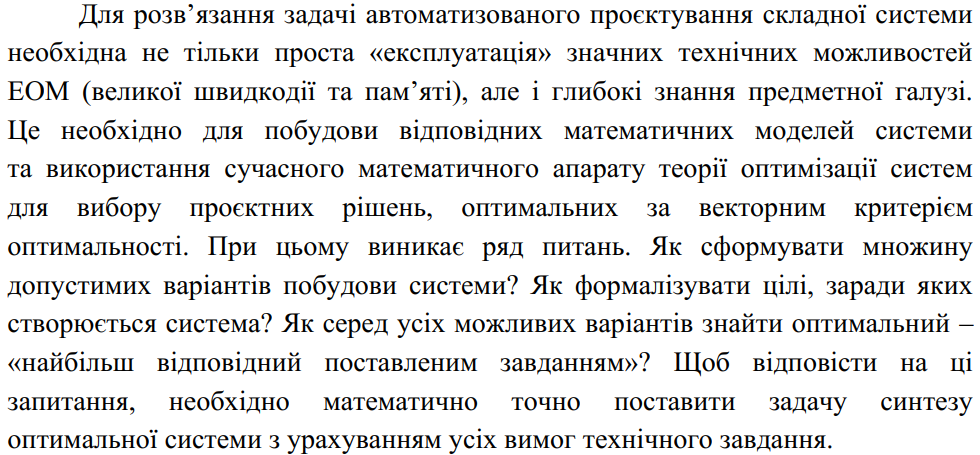 Для розв’язання задачі автоматизованого проєктування складної системи
необхідна не тільки проста «експлуатація» значних технічних можливостей
ЕОМ (великої швидкодії та пам’яті), але і глибокі знання предметної галузі.
Це необхідно для побудови відповідних математичних моделей системи
та використання сучасного математичного апарату теорії оптимізації систем
для вибору проєктних рішень, оптимальних за векторним критерієм
оптимальності. При цьому виникає ряд питань. Як сформувати множину
допустимих варіантів побудови системи? Як формалізувати цілі, заради яких
створюється система? Як серед усіх можливих варіантів знайти оптимальний –
«найбільш відповідний поставленим завданням»? Щоб відповісти на ці
запитання, необхідно математично точно поставити задачу синтезу
оптимальної системи з урахуванням усіх вимог технічного завдання.